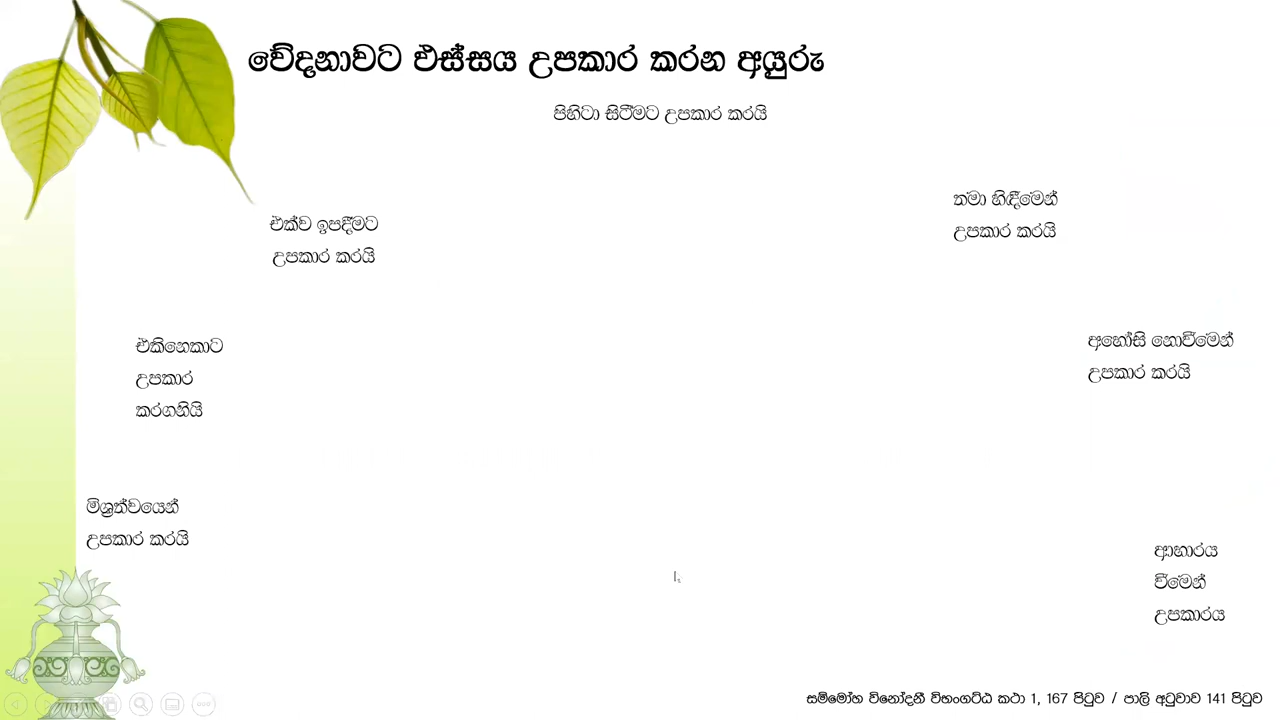 වේදනාවට ඵස්සය උපකාර කරන අයුරු
පිහිටා සිටීමට උපකාර කරයි
එක්ව ඉපදීමට
උපකාර කරයි
තමා හිඳීමෙන්
උපකාර කරයි
එකිනෙකාට
උපකාර
කරගනියි
අහෝසි නොවීමෙන්
උපකාර කරයි
මිශ්‍රත්වයෙන්
උපකාර කරයි
ආහාරය
වීමෙන්
උපකාරය
සම්මෝහ විනෝදනී විභංගට්ඨ කථා 1, 167 පිටුව / පාලි අටුවාව 141 පිටුව